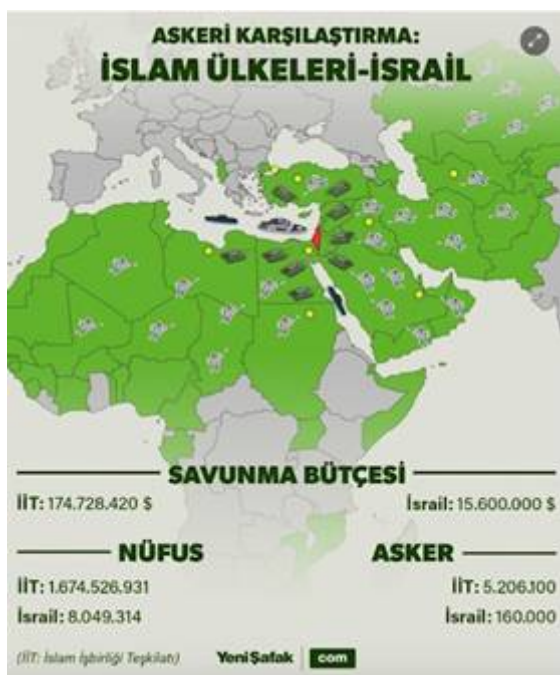 ASKERİ KARŞILAŞTIRMA:
İSLAM ÜLKELERİ-İSRAİL
SAVUNMA BÜTÇESİ
İİT: 174.728.420 $
İsrail: 15.600.000 $
NÜFUS
İİT: 1.674.526.931
İsrail: 8.049.314
ASKER
İİT: 5.206.100
İsrail: 160.000
(İİT: İslam İşbirliği Teşkilatı)
YeniŞafak com